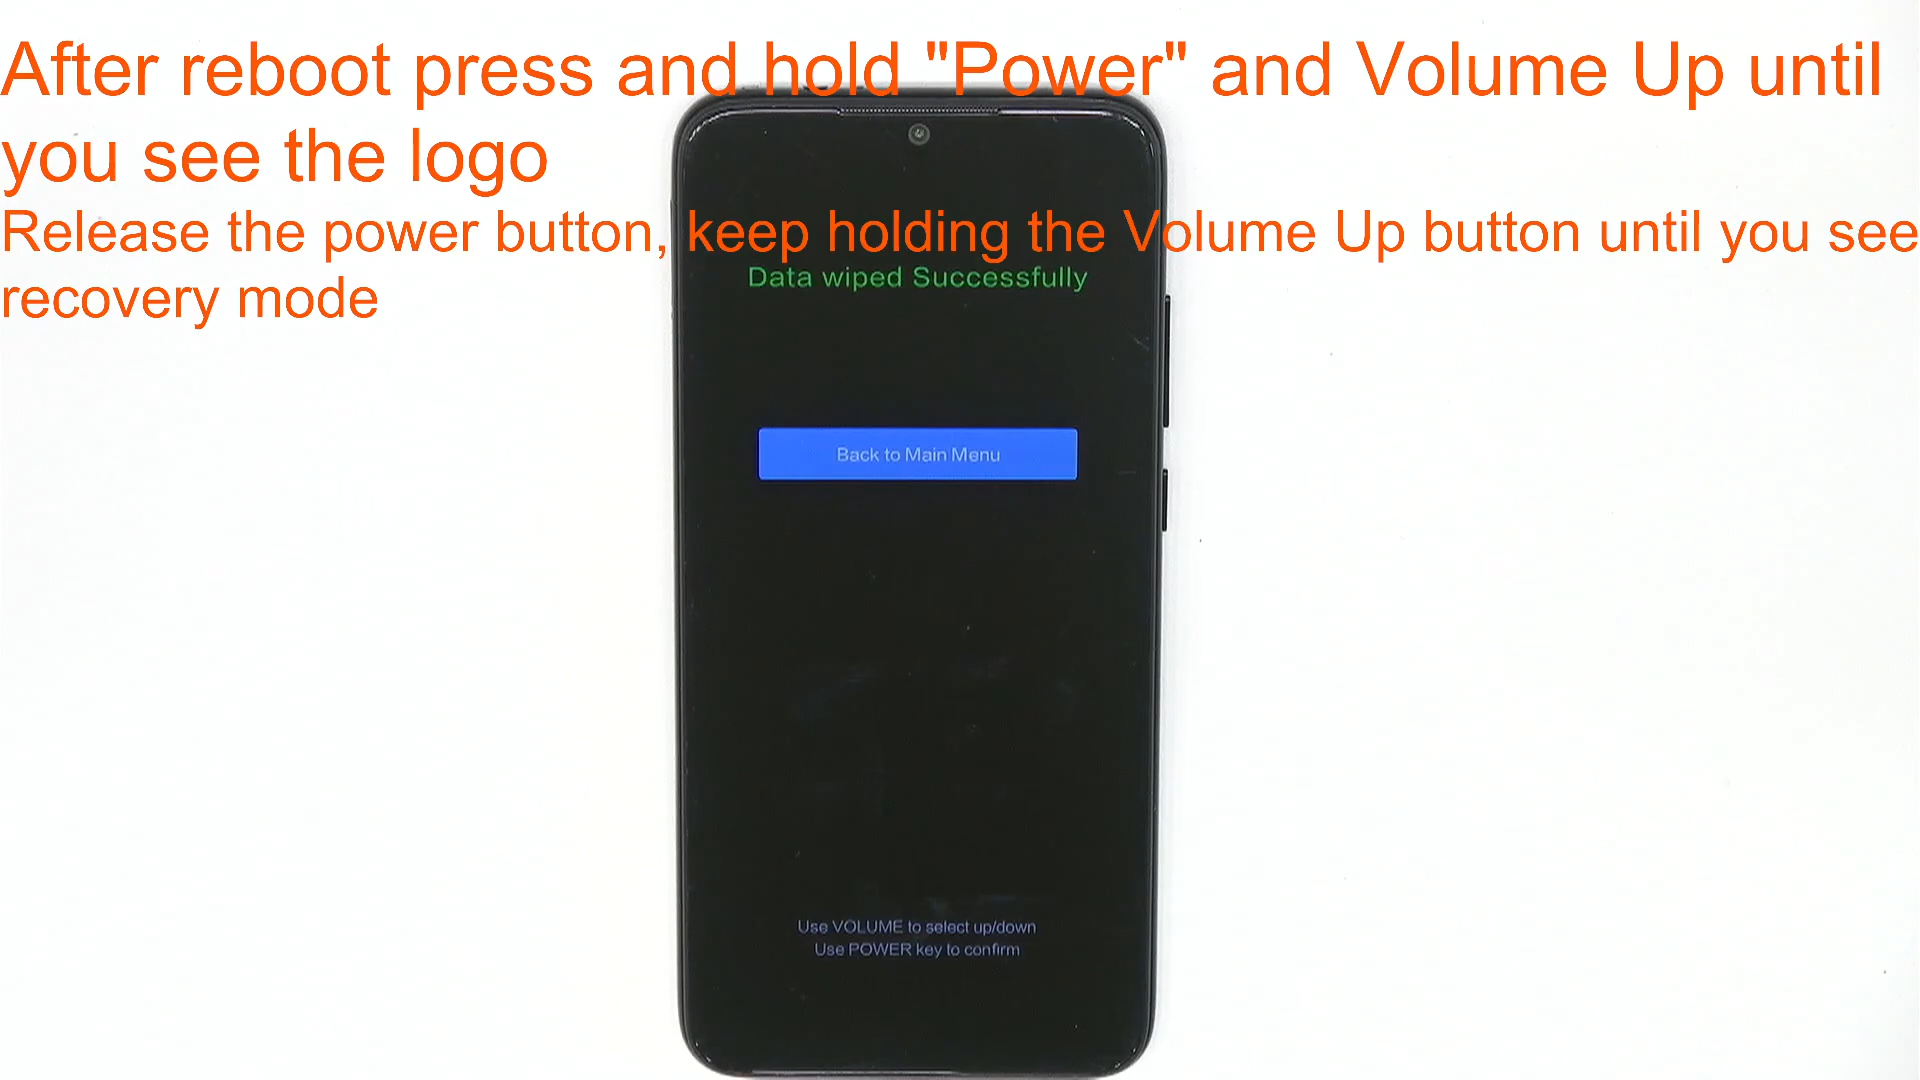 After reboot press and hold "Power" and Volume Up until
you see the logo
Release the power button, keep holding the Volume Up button until you see
recovery mode
Data wiped Successfully
Back to Main Menu
Use VOLUME to select up/down
Use POWER key to confirm